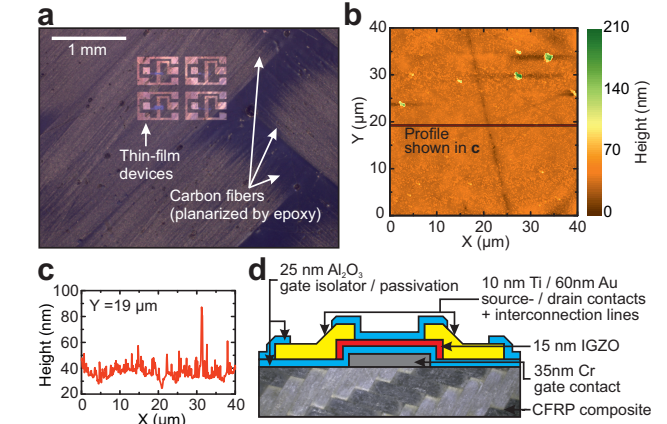 a
1 mm
Thin-film
devices
Carbon fibers
(planarized by epoxy)
b
40
30
20
10
0
Y (µm)
0
10
20
30
40
X (µm)
Profile
shown in c
210
140
70
0
Height (nm)
c
100
80
60
40
20
Height (nm)
Y =19 µm
0
10
20
30
40
X (µm)
d
25 nm Al₂O₃
gate isolator / passivation
10 nm Ti / 60nm Au
source- / drain contacts
+ interconnection lines
15 nm IGZO
35nm Cr
gate contact
CFRP composite